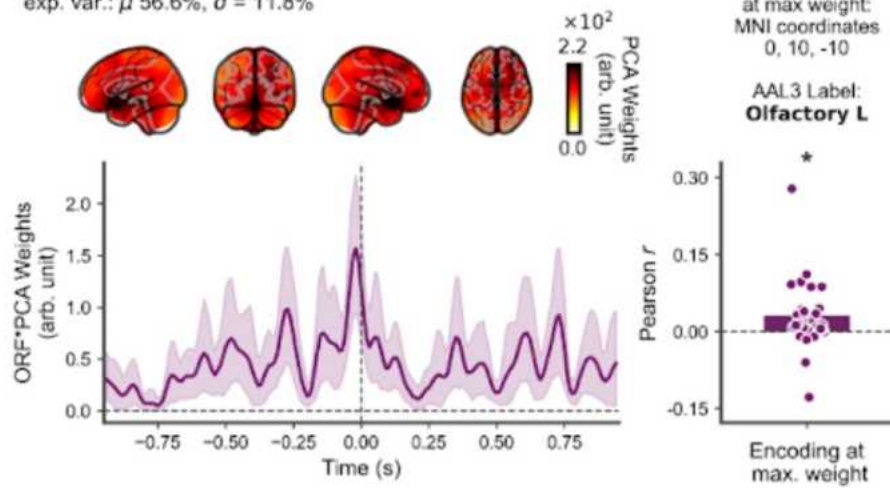 exp. var.: μ 56.6%, σ = 11.8%
×10²
2.2
0.0
PCA Weights
(arb. unit)
at max weight:
MNI coordinates
0, 10, -10
AAL3 Label:
Olfactory L
ORF*PCA Weights
(arb. unit)
2.0
1.5
1.0
0.5
0.0
−0.75
−0.50
−0.25
0.00
0.25
0.50
0.75
Time (s)
Pearson r
*
0.30
0.15
0.00
-0.15
Encoding at
max. weight